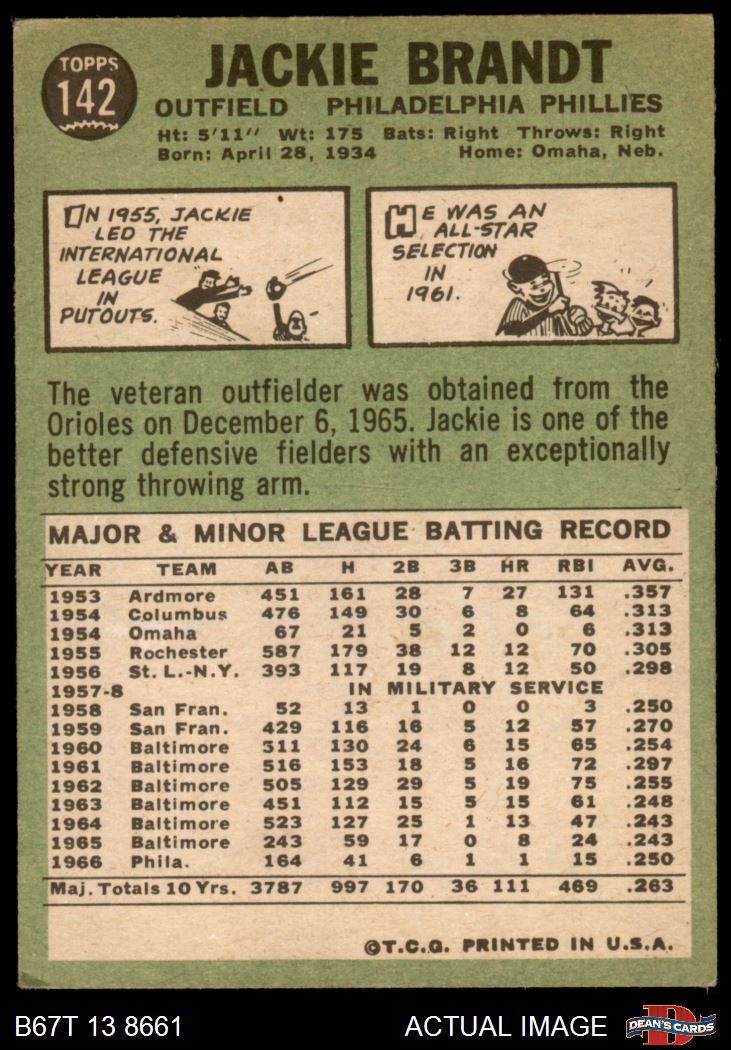 TOPPS
142
JACKIE BRANDT
OUTFIELD PHILADELPHIA PHILLIES
Ht: 5'11" Wt: 175 Bats: Right Throws: Right
Born: April 28, 1934 Home: Omaha, Neb.
IN 1955, JACKIE
LED THE
INTERNATIONAL
LEAGUE
IN
PUTOUTS.
HE WAS AN
ALL-STAR
SELECTION
IN
1961.
The veteran outfielder was obtained from the
Orioles on December 6, 1965. Jackie is one of the
better defensive fielders with an exceptionally
strong throwing arm.
MAJOR & MINOR LEAGUE BATTING RECORD
YEAR TEAM AB H 2B 3B HR RBI AVG.
1953 Ardmore 451 161 28 7 27 131 .357
1954 Columbus 476 149 30 6 8 64 .313
1954 Omaha 67 21 5 2 0 6 .313
1955 Rochester 587 179 38 12 12 70 .305
1956 St. L.-N.Y. 393 117 19 8 12 50 .298
1957-8 IN MILITARY SERVICE
1958 San Fran. 52 13 1 0 0 3 .250
1959 San Fran. 429 116 16 5 12 57 .270
1960 Baltimore 511 130 24 6 15 65 .254
1961 Baltimore 516 153 18 5 16 72 .297
1962 Baltimore 505 129 29 5 19 75 .255
1963 Baltimore 451 112 15 5 15 61 .248
1964 Baltimore 523 127 25 1 13 47 .243
1965 Baltimore 243 59 17 0 8 24 .243
1966 Phila. 164 41 6 1 1 15 .250
Maj. Totals 10 Yrs. 3787 997 170 36 111 469 .263
©T.C.G. PRINTED IN U.S.A.
B67T 13 8661 ACTUAL IMAGE
DEAN'S CARDS